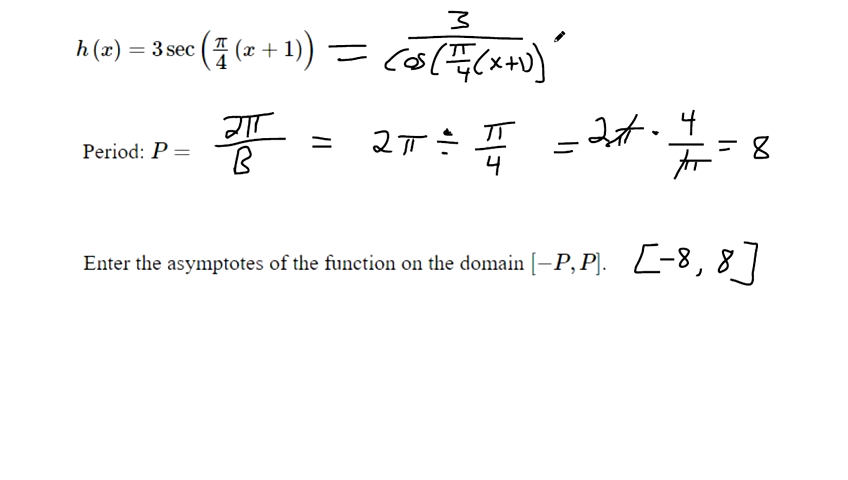 h (x) = 3 sec (π/4 (x + 1)) = 3/cos(π/4(x+1))
Period: P = 2π/B = 2π ÷ π/4 = 2π · 4/π = 8
Enter the asymptotes of the function on the domain [−P, P]. [-8, 8]